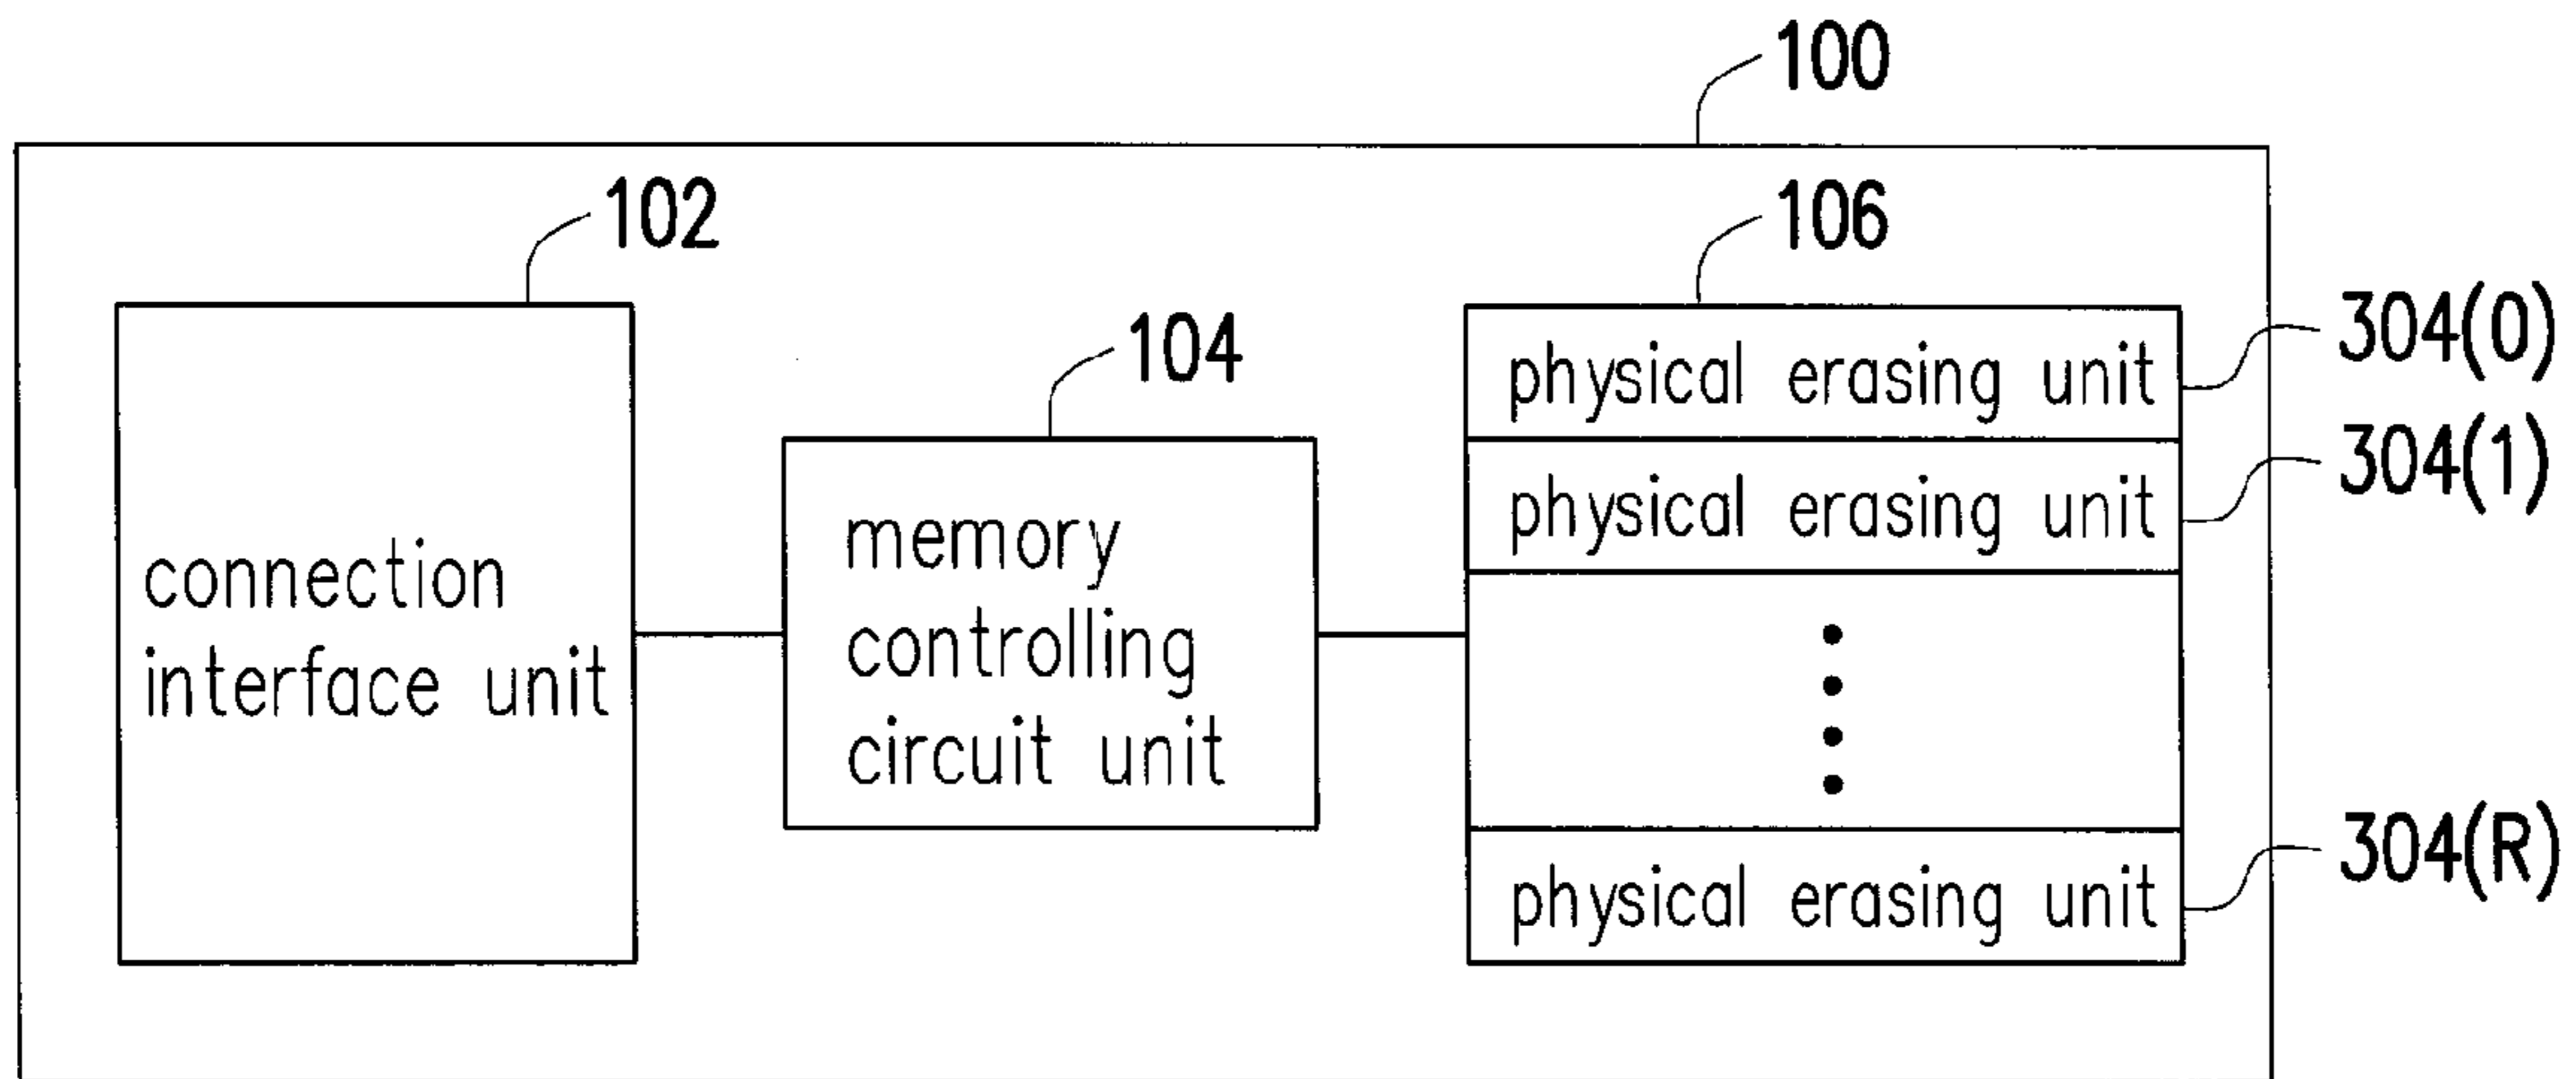 100
102
106
104
304(0)
physical erasing unit
304(1)
physical erasing unit
connection
interface unit
memory
controlling
circuit unit
304(R)
physical erasing unit